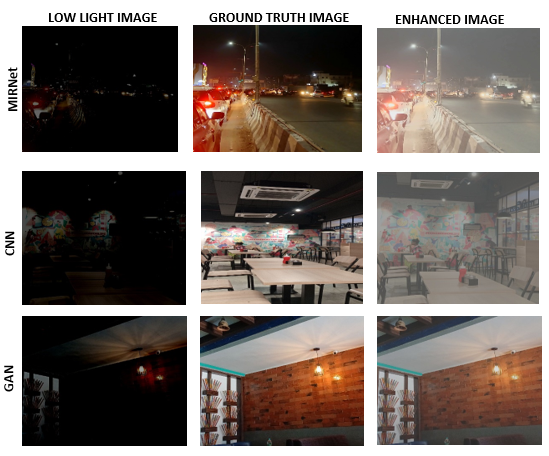 LOW LIGHT IMAGE
GROUND TRUTH IMAGE
ENHANCED IMAGE
MIRNet
CNN
GAN